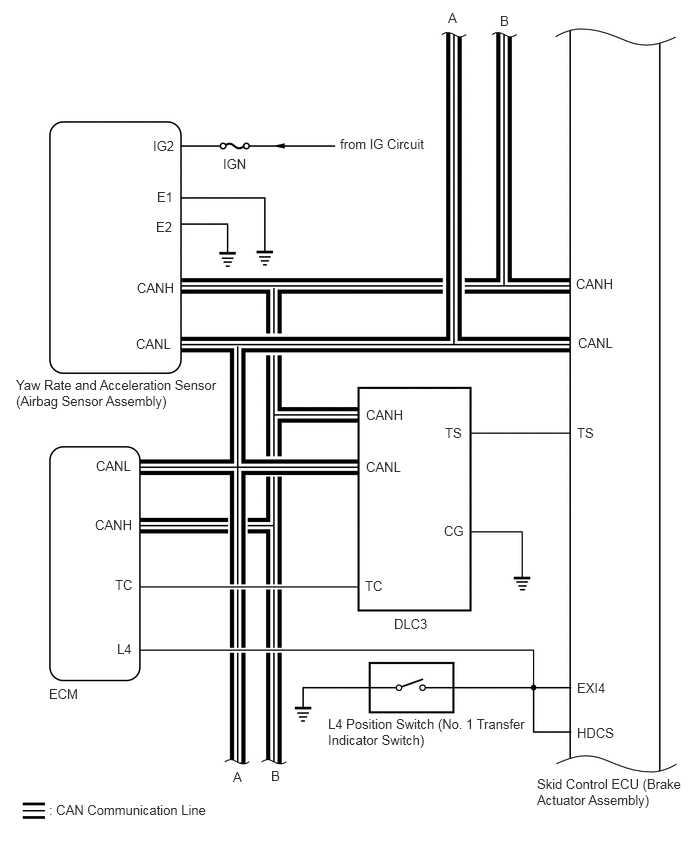 A
B
IG2
IGN
from IG Circuit
E1
E2
CANH
CANH
CANL
CANL
Yaw Rate and Acceleration Sensor
(Airbag Sensor Assembly)
CANH
TS
TS
CANL
CANL
CANH
CG
TC
TC
DLC3
L4
ECM
EXI4
L4 Position Switch (No. 1 Transfer
Indicator Switch)
HDCS
A
B
Skid Control ECU (Brake
Actuator Assembly)
: CAN Communication Line